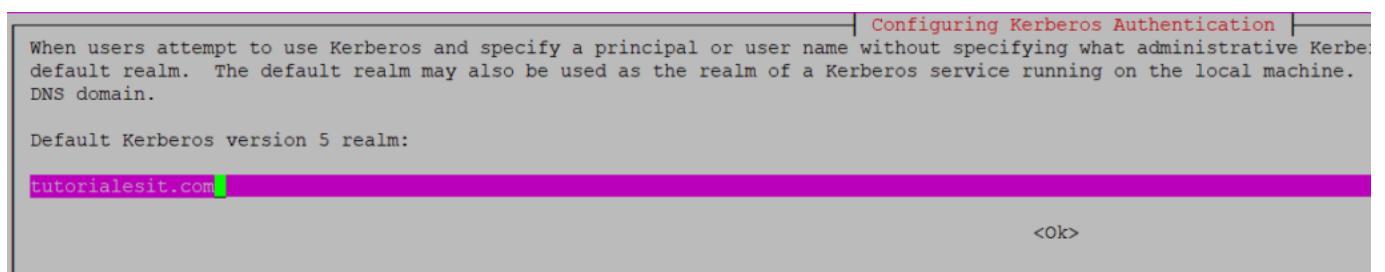 Configuring Kerberos Authentication
When users attempt to use Kerberos and specify a principal or user name without specifying what administrative
default realm. The default realm may also be used as the realm of a Kerberos service running on the local machine.
DNS domain.
Default Kerberos version 5 realm:
tutorialesit.com
<Ok>